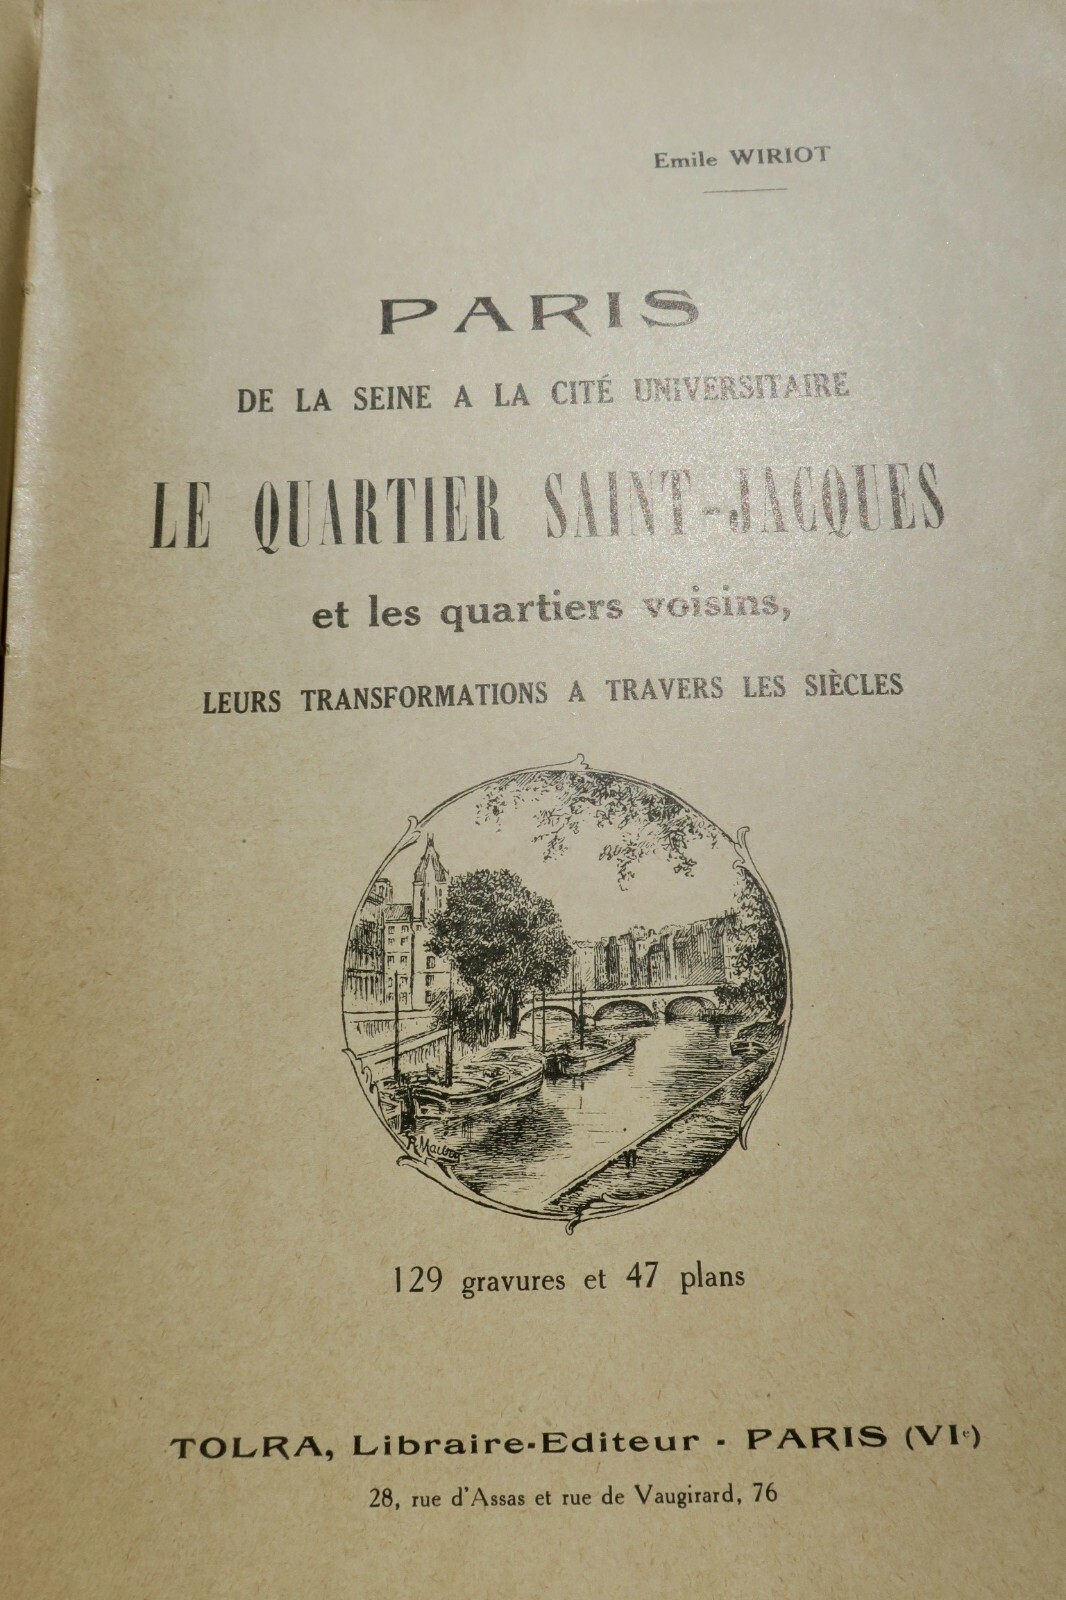 Emile WIRIOT
PARIS
DE LA SEINE A LA CITÉ UNIVERSITAIRE
LE QUARTIER SAINT-JACQUES
et les quartiers voisins,
LEURS TRANSFORMATIONS A TRAVERS LES SIÈCLES
129 gravures et 47 plans
TOLRA, Libraire-Editeur - PARIS (VIe)
28, rue d'Assas et rue de Vaugirard, 76